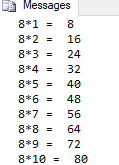 Messages
8*1 =  8
8*2 =  16
8*3 =  24
8*4 =  32
8*5 =  40
8*6 =  48
8*7 =  56
8*8 =  64
8*9 =  72
8*10 =  80